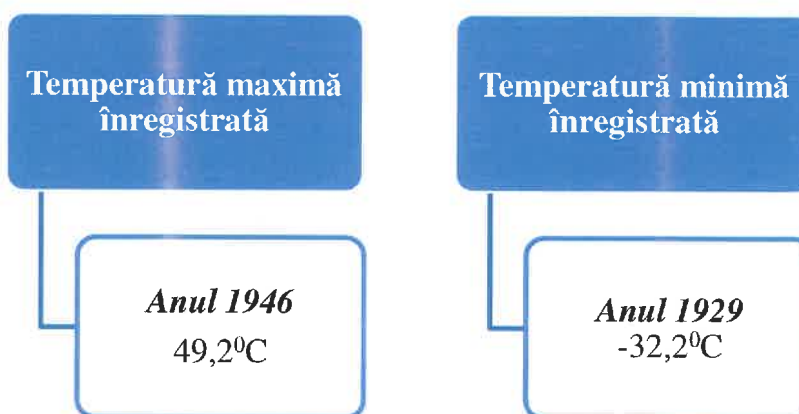 Temperatură maximă
înregistrată
Anul 1946
49,2⁰C
Temperatură minimă
înregistrată
Anul 1929
-32,2⁰C